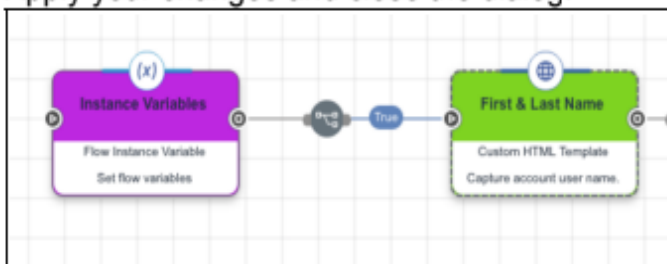 (x)
Instance Variables
Flow Instance Variable
Set flow variables
True
First & Last Name
Custom HTML Template
Capture account user name.